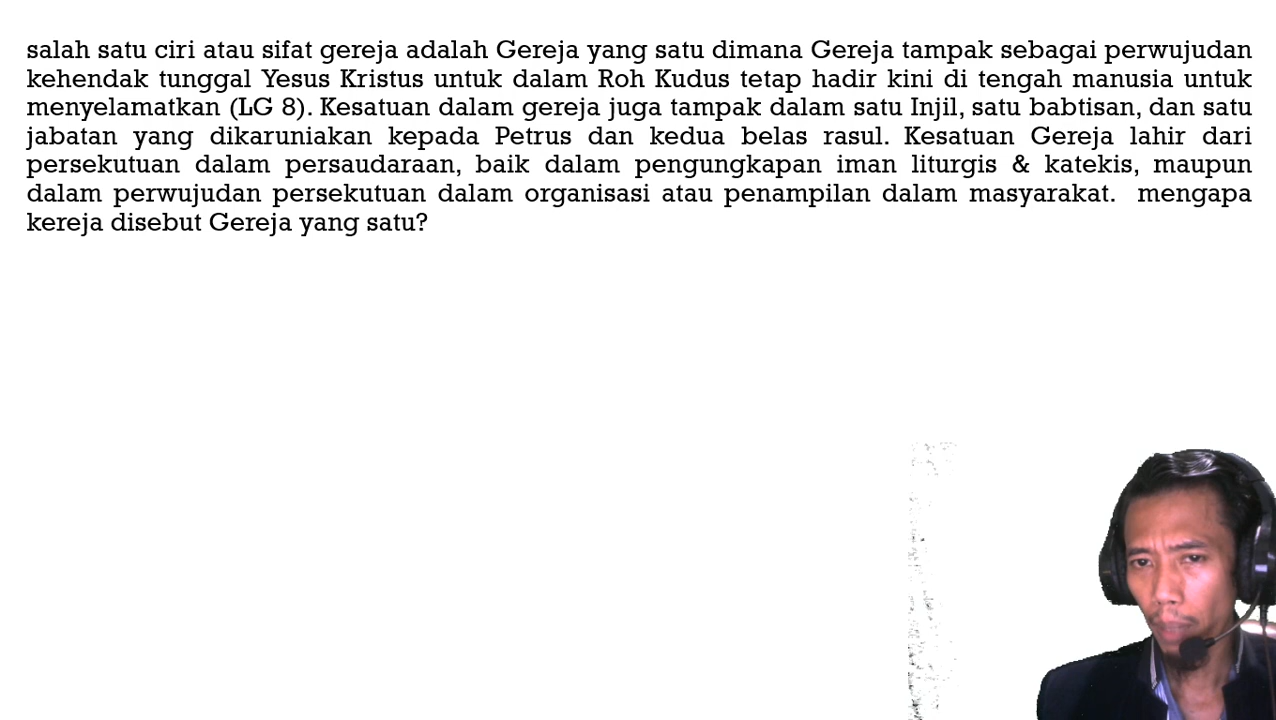 salah satu ciri atau sifat gereja adalah Gereja yang satu dimana Gereja tampak sebagai perwujudan
kehendak tunggal Yesus Kristus untuk dalam Roh Kudus tetap hadir kini di tengah manusia untuk
menyelamatkan (LG 8). Kesatuan dalam gereja juga tampak dalam satu Injil, satu babtisan, dan satu
jabatan yang dikaruniakan kepada Petrus dan kedua belas rasul. Kesatuan Gereja lahir dari
persekutuan dalam persaudaraan, baik dalam pengungkapan iman liturgis & katekis, maupun
dalam perwujudan persekutuan dalam organisasi atau penampilan dalam masyarakat. mengapa
kereja disebut Gereja yang satu?